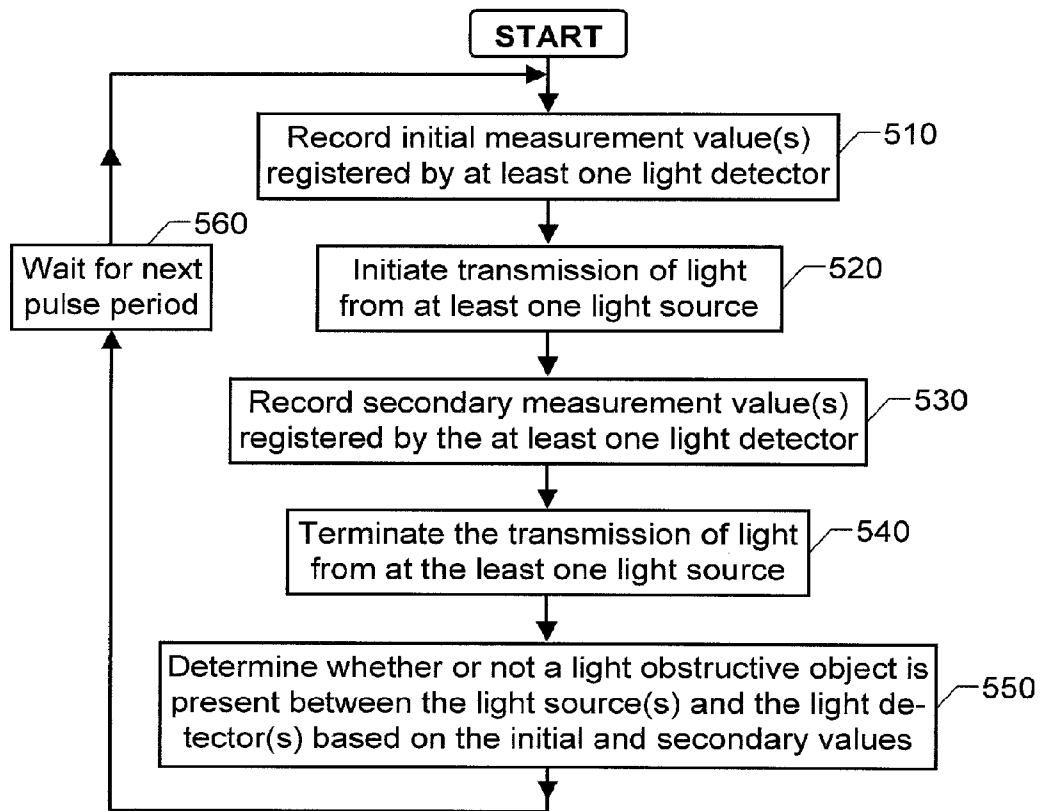 START
Record initial measurement value(s)
registered by at least one light detector
510
Initiate transmission of light
from at least one light source
520
Record secondary measurement value(s)
registered by the at least one light detector
530
Terminate the transmission of light
from at the least one light source
540
Determine whether or not a light obstructive object is
present between the light source(s) and the light de-
tector(s) based on the initial and secondary values
550
Wait for next
pulse period
560